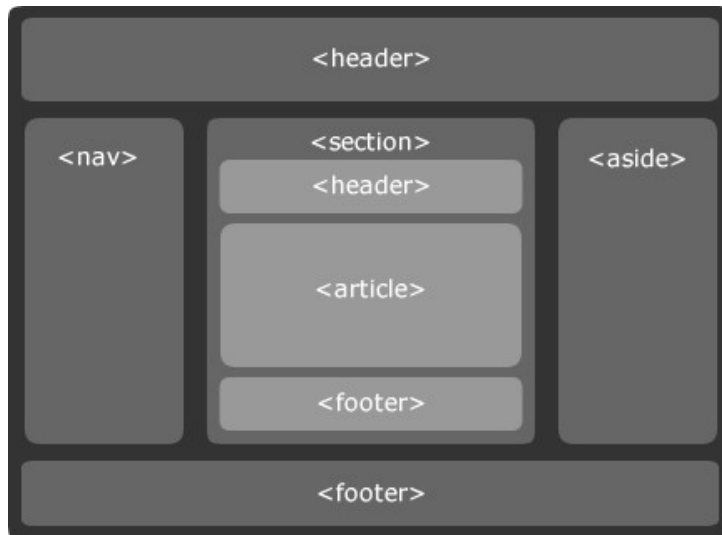 <header>
<nav>
<section>
<header>
<article>
<footer>
<aside>
<footer>